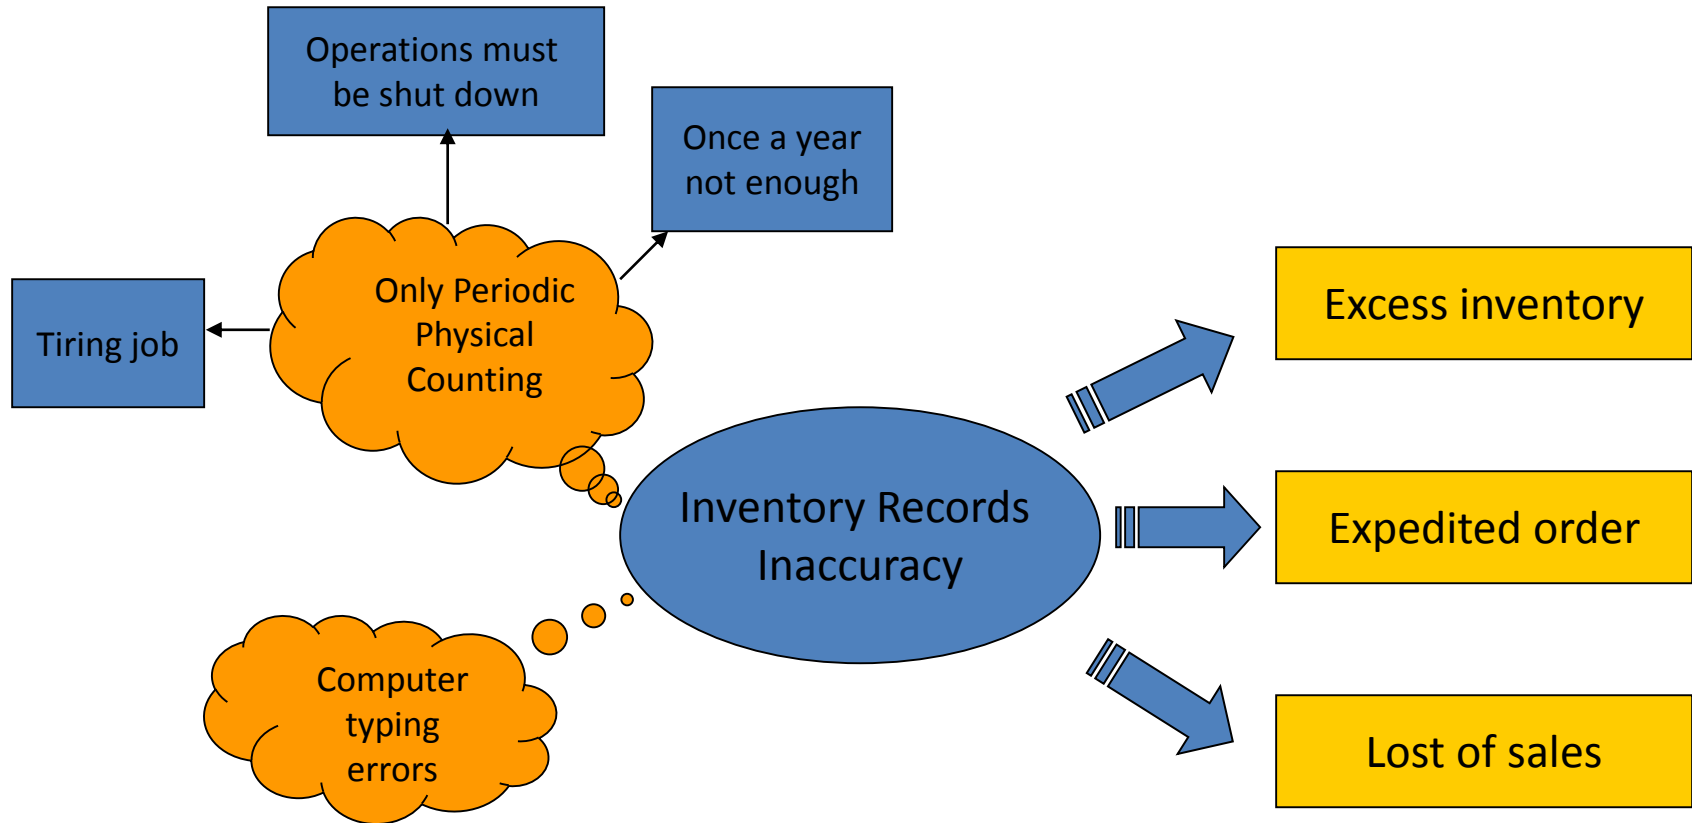 Operations must
be shut down
Once a year
not enough
Only Periodic
Physical
Counting
Tiring job
Excess inventory
Inventory Records
Inaccuracy
Expedited order
Computer
typing
errors
Lost of sales